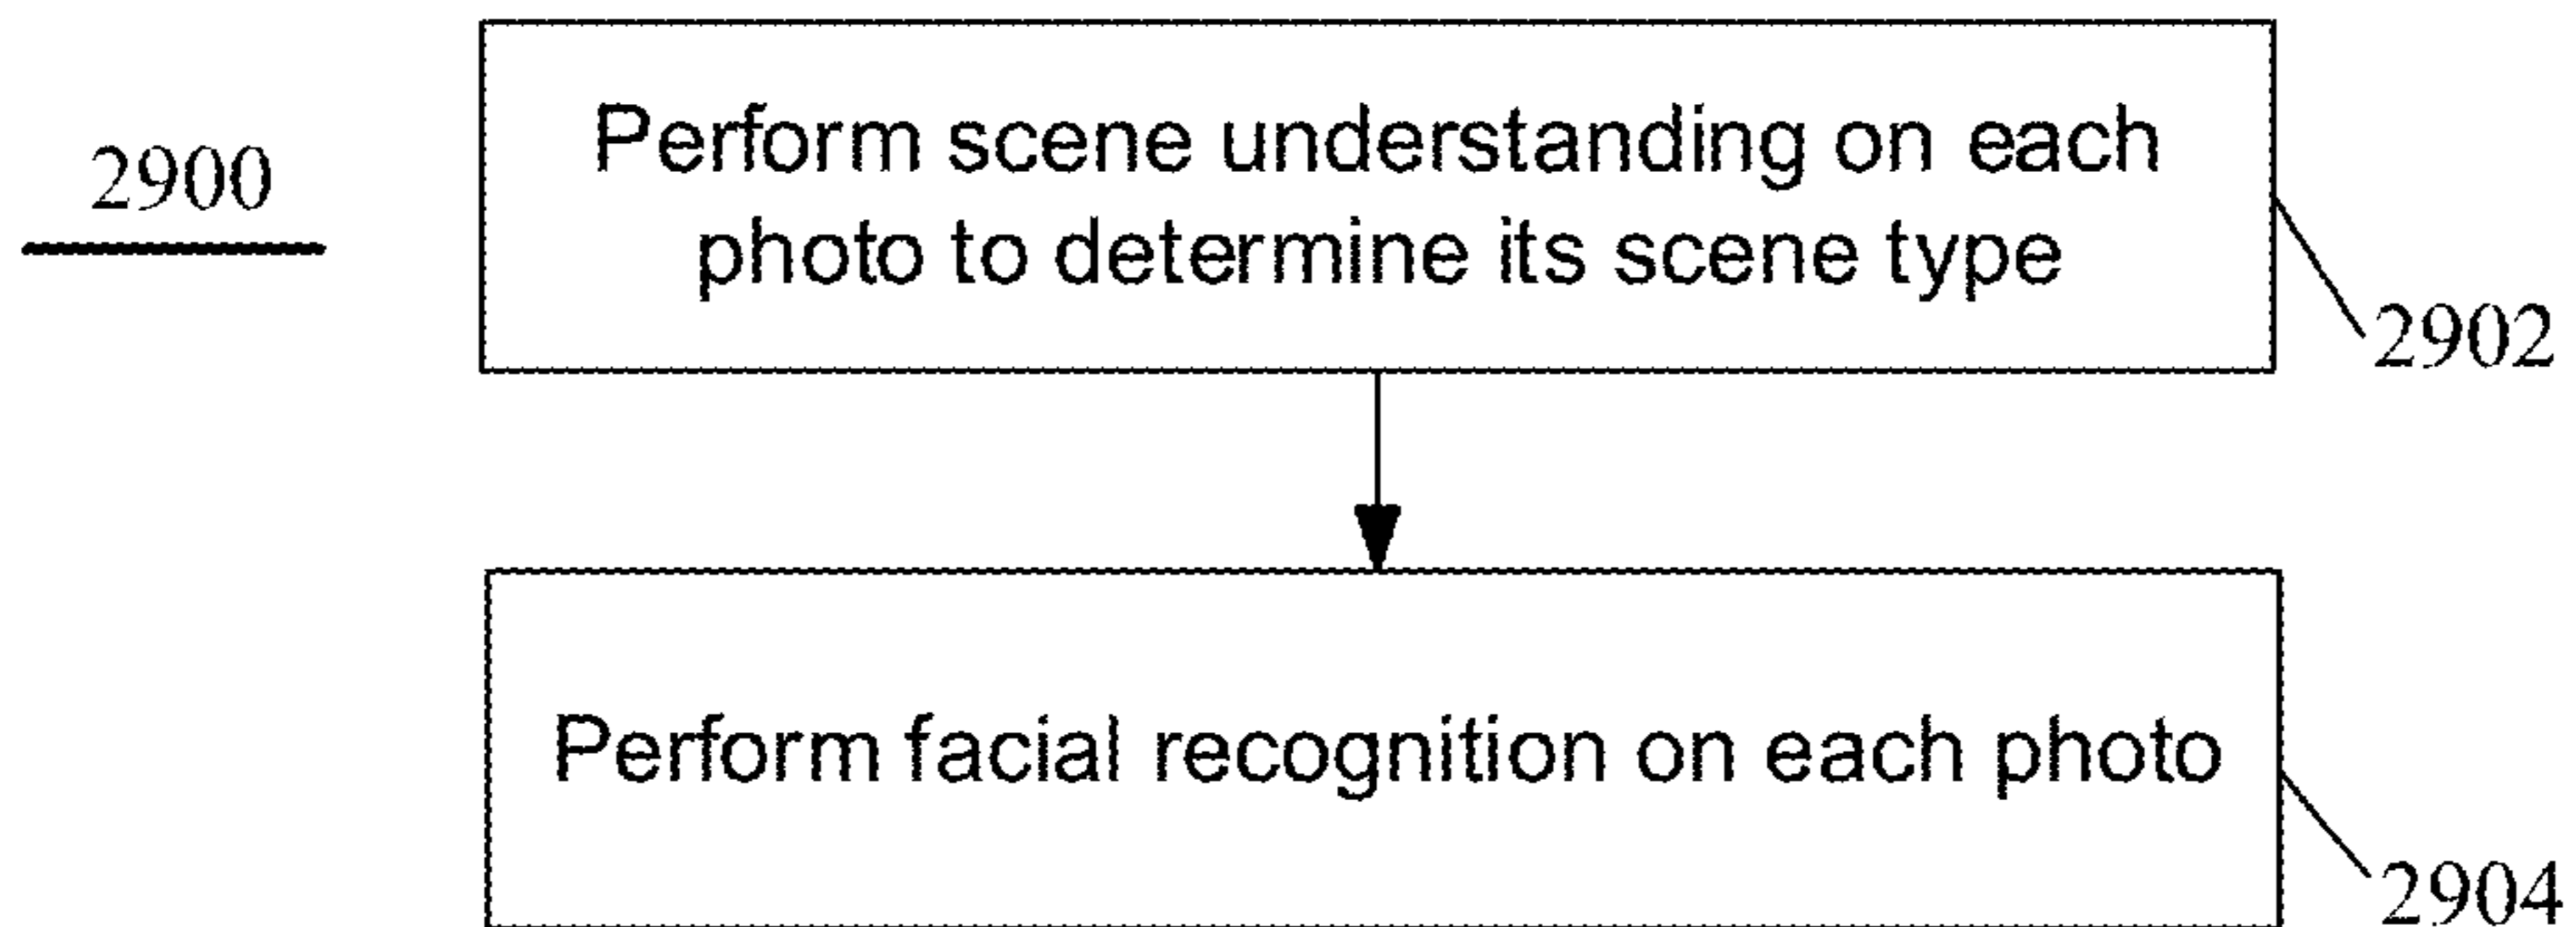 2900
Perform scene understanding on each
photo to determine its scene type
2902
Perform facial recognition on each photo
2904